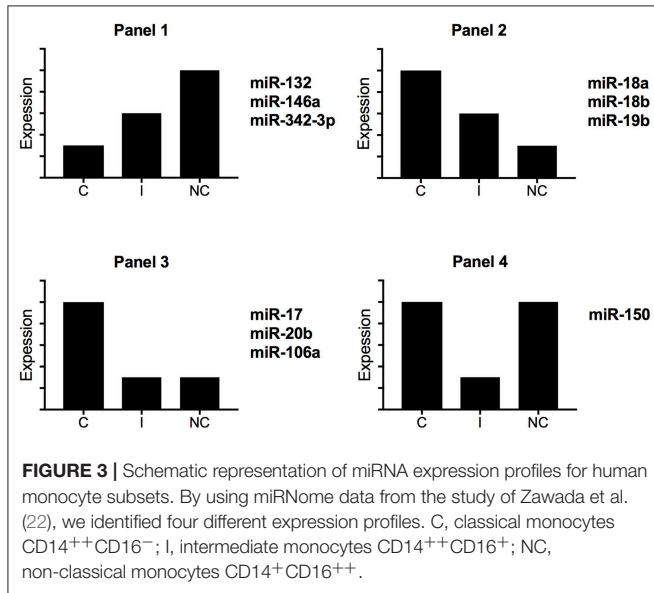 Panel 1
Expession
C I NC
miR-132
miR-146a
miR-342-3p
Panel 2
Expession
C I NC
miR-18a
miR-18b
miR-19b
Panel 3
Expession
C I NC
miR-17
miR-20b
miR-106a
Panel 4
Expession
C I NC
miR-150
FIGURE 3 | Schematic representation of miRNA expression profiles for human
monocyte subsets. By using miRNome data from the study of Zawada et al.
(22), we identified four different expression profiles. C, classical monocytes
CD14++CD16−; I, intermediate monocytes CD14++CD16+; NC,
non-classical monocytes CD14+CD16++.